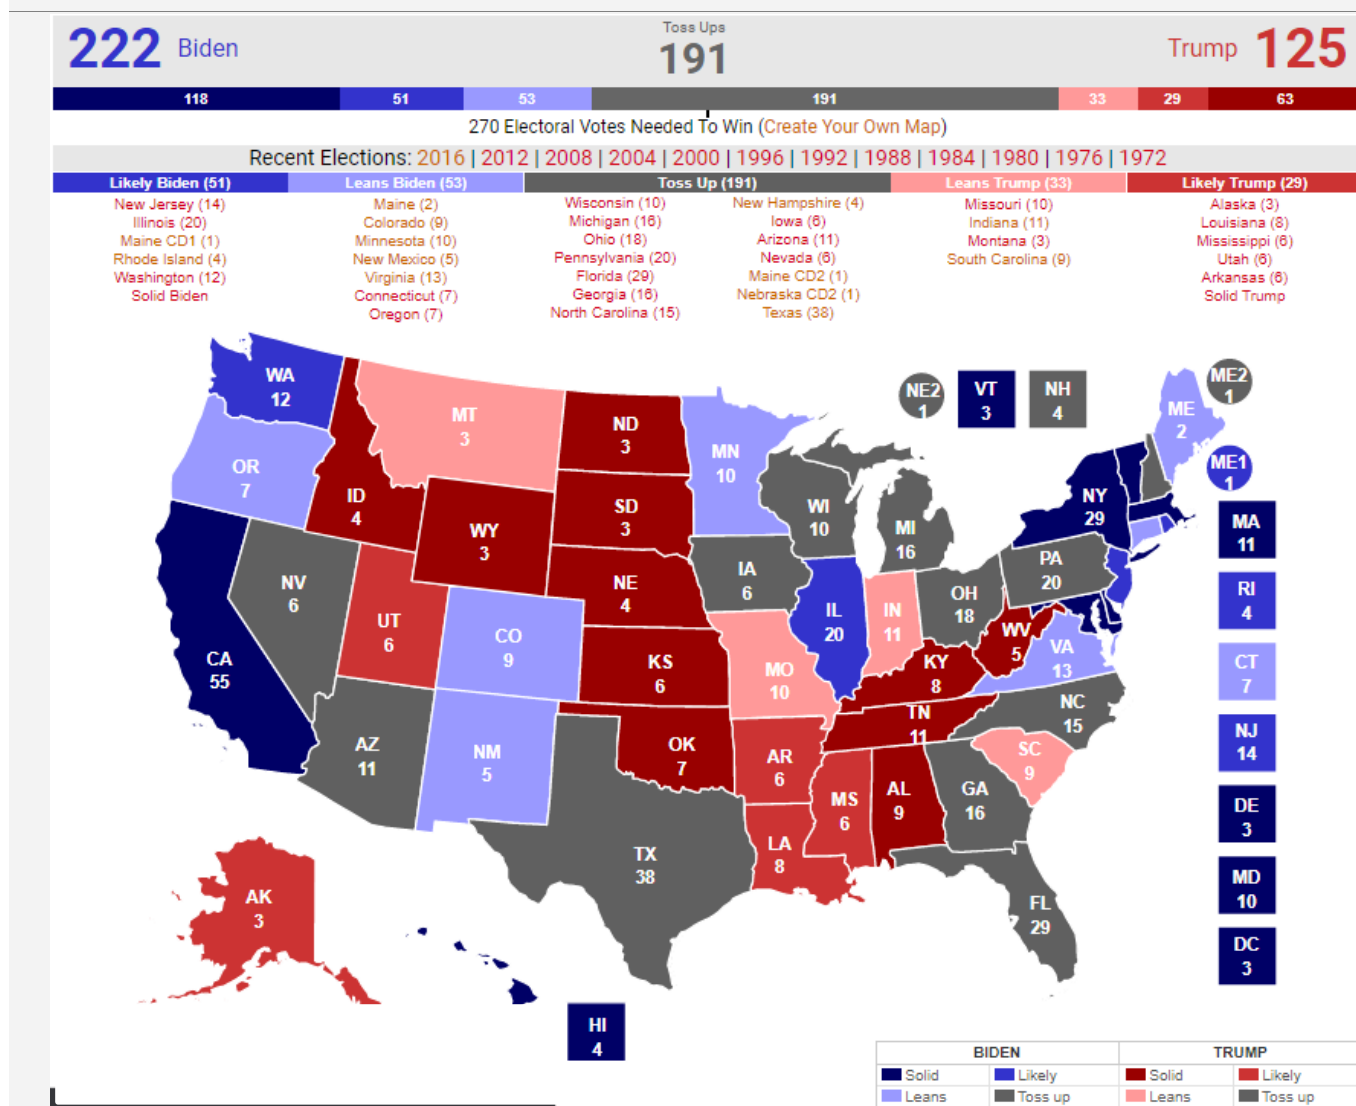 222 Biden
Toss Ups
191
Trump 125
118 51 53 191 33 29 63
270 Electoral Votes Needed To Win (Create Your Own Map)
Recent Elections: 2016 | 2012 | 2008 | 2004 | 2000 | 1996 | 1992 | 1988 | 1984 | 1980 | 1976 | 1972
Likely Biden (51)
New Jersey (14)
Illinois (20)
Maine CD1 (1)
Rhode Island (4)
Washington (12)
Solid Biden
Leans Biden (53)
Maine (2)
Colorado (9)
Minnesota (10)
New Mexico (5)
Virginia (13)
Connecticut (7)
Oregon (7)
Toss Up (191)
Wisconsin (10)
Michigan (16)
Ohio (18)
Pennsylvania (20)
Florida (29)
Georgia (16)
North Carolina (15)
New Hampshire (4)
Iowa (6)
Arizona (11)
Nevada (6)
Maine CD2 (1)
Nebraska CD2 (1)
Texas (38)
Leans Trump (33)
Missouri (10)
Indiana (11)
Montana (3)
South Carolina (9)
Likely Trump (29)
Alaska (3)
Louisiana (8)
Mississippi (6)
Utah (6)
Arkansas (6)
Solid Trump
WA
12
OR
7
CA
55
NV
6
ID
4
MT
3
WY
3
UT
6
AZ
11
CO
9
NM
5
ND
3
SD
3
NE
4
KS
6
OK
7
TX
38
MN
10
IA
6
MO
10
AR
6
LA
8
WI
10
IL
20
MS
6
MI
16
IN
11
KY
8
TN
11
AL
9
OH
18
WV
5
GA
16
FL
29
SC
9
NC
15
VA
13
PA
20
NY
29
ME
2
NE2
1
VT
3
NH
4
ME2
1
ME1
1
MA
11
RI
4
CT
7
NJ
14
DE
3
MD
10
DC
3
AK
3
HI
4
BIDEN TRUMP
Solid Likely Solid Likely
Leans Toss up Leans Toss up